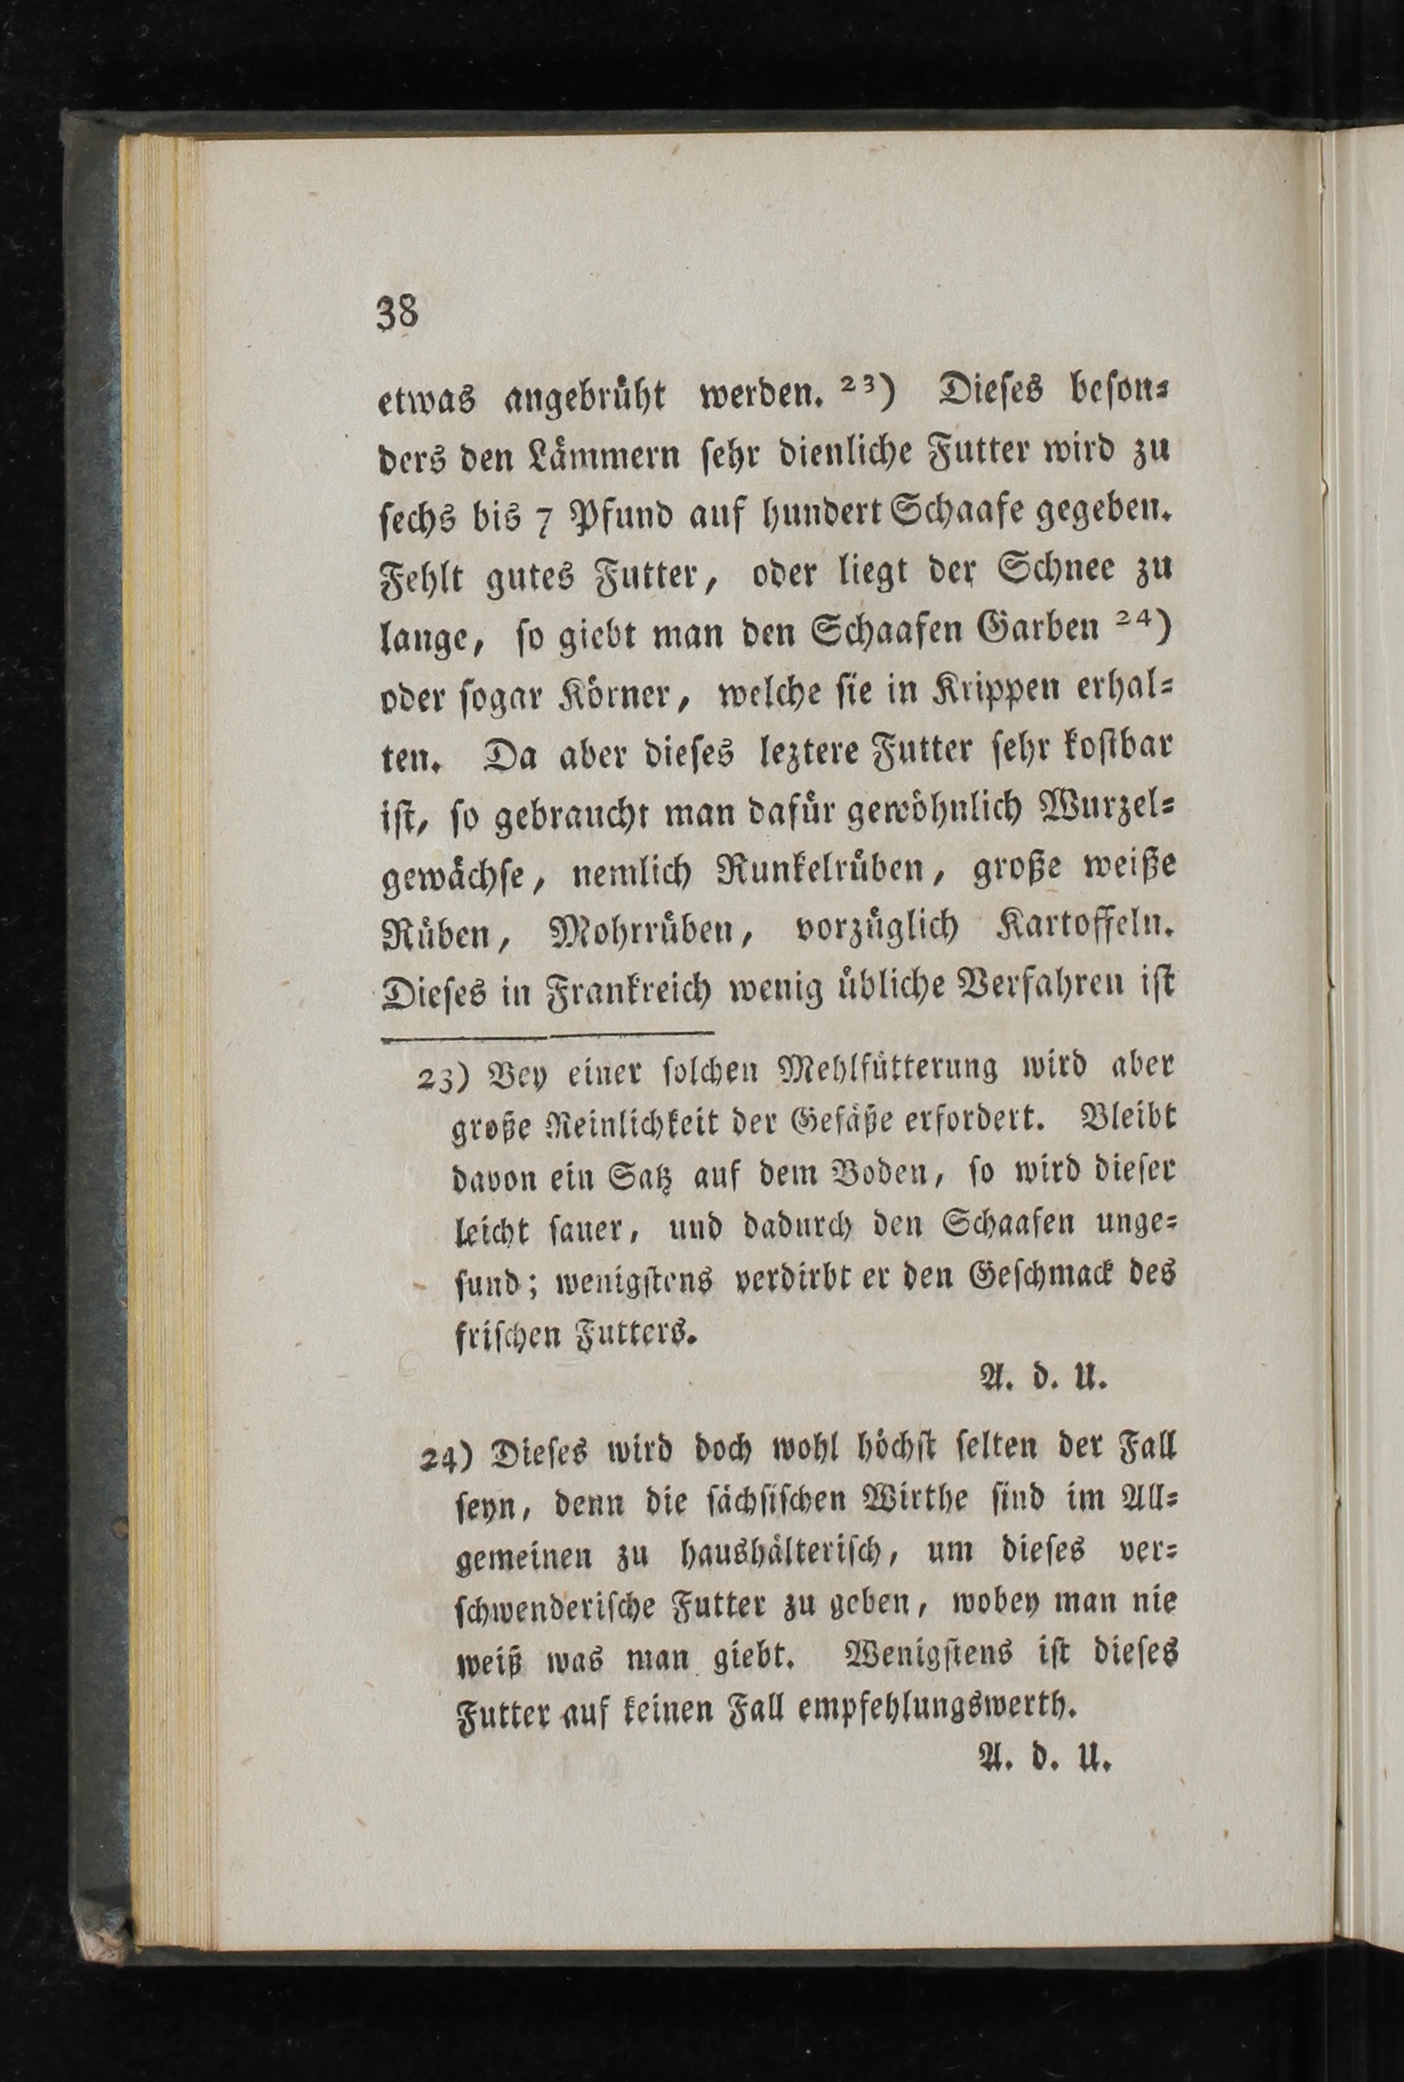 38
etwas angebrüht werden. ²³) Dieses beson⸗
ders den Lämmern sehr dienliche Futter wird zu
sechs bis 7 Pfund auf hundert Schaafe gegeben.
Fehlt gutes Futter, oder liegt der Schnee zu
lange, so giebt man den Schaafen Garben ²⁴)
oder sogar Körner, welche sie in Krippen erhal⸗
ten. Da aber dieses leztere Futter sehr kostbar
ist, so gebraucht man dafür gewöhnlich Wurzel⸗
gewächse, nemlich Runkelrüben, große weiße
Rüben, Mohrrüben, vorzüglich Kartoffeln.
Dieses in Frankreich wenig übliche Verfahren ist
23) Bey einer solchen Mehlfütterung wird aber
große Reinlichkeit der Gefäße erfordert. Bleibt
davon ein Satz auf dem Boden, so wird dieser
leicht sauer, und dadurch den Schaafen unge⸗
sund; wenigstens verdirbt er den Geschmack des
frischen Futters.
A. d. U.
24) Dieses wird doch wohl höchst selten der Fall
seyn, denn die sächsischen Wirthe sind im All⸗
gemeinen zu haushälterisch, um dieses ver⸗
schwenderische Futter zu geben, wobey man nie
weiß was man giebt. Wenigstens ist dieses
Futter auf keinen Fall empfehlungswerth.
A. d. U.